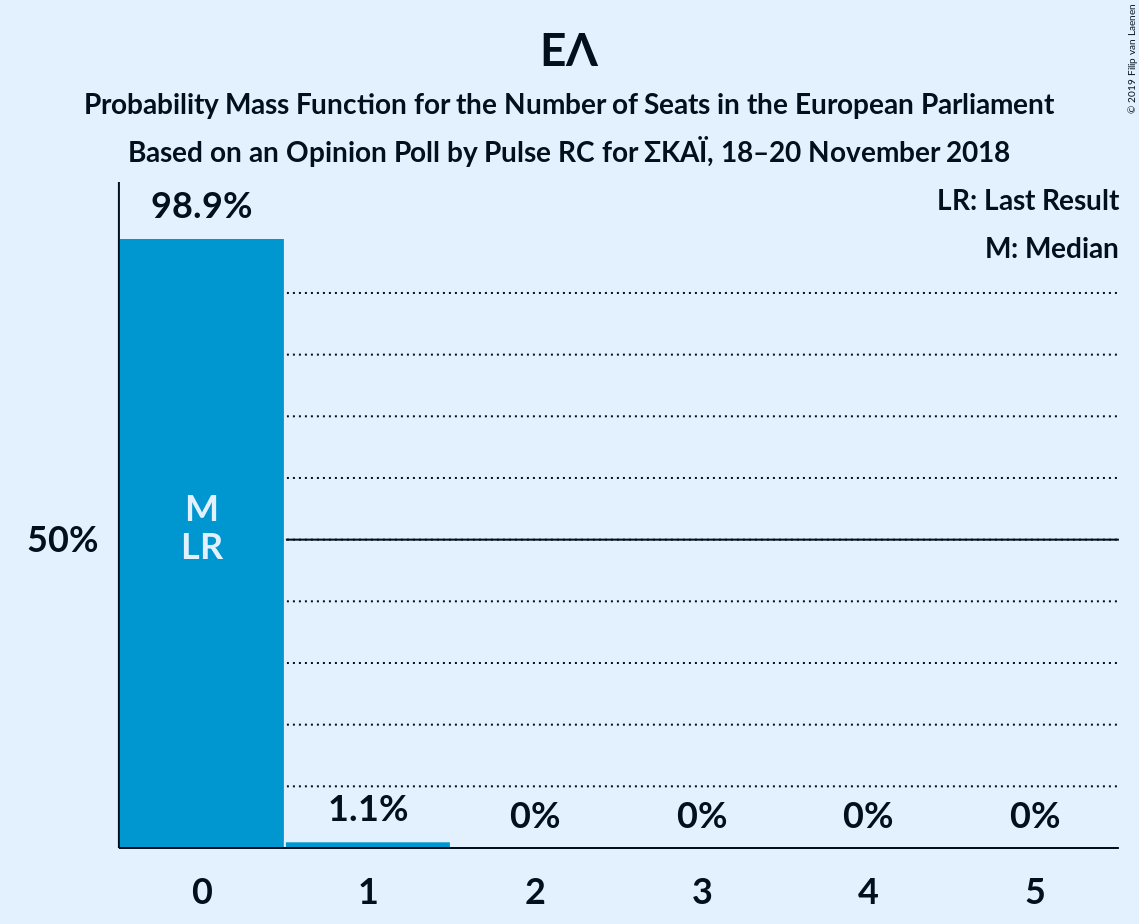 ΕΛ
Probability Mass Function for the Number of Seats in the European Parliament
Based on an Opinion Poll by Pulse RC for ΣΚΑΪ, 18–20 November 2018
© 2019 Filip van Laenen
LR: Last Result
M: Median
98.9%
M
LR
50%
1.1%
0%
0%
0%
0%
0
1
2
3
4
5